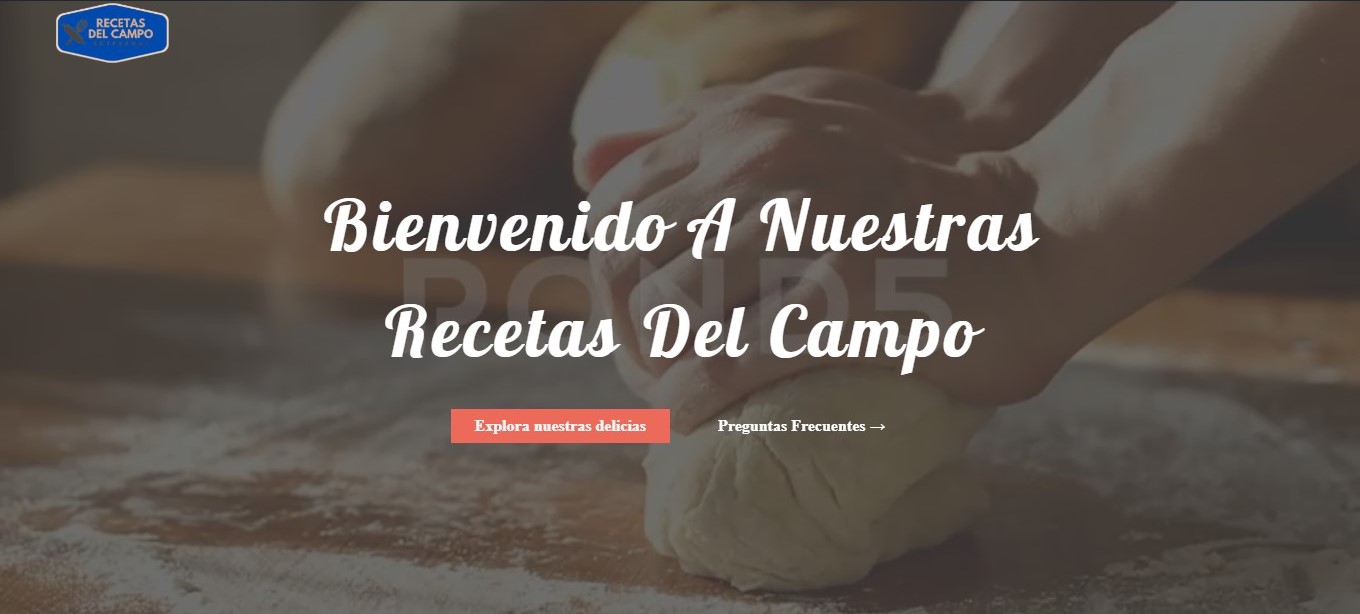 RECETAS
DEL CAMPO
Bienvenido A Nuestras
POND5
Recetas Del Campo
Explora nuestras delicias
Preguntas Frecuentes →